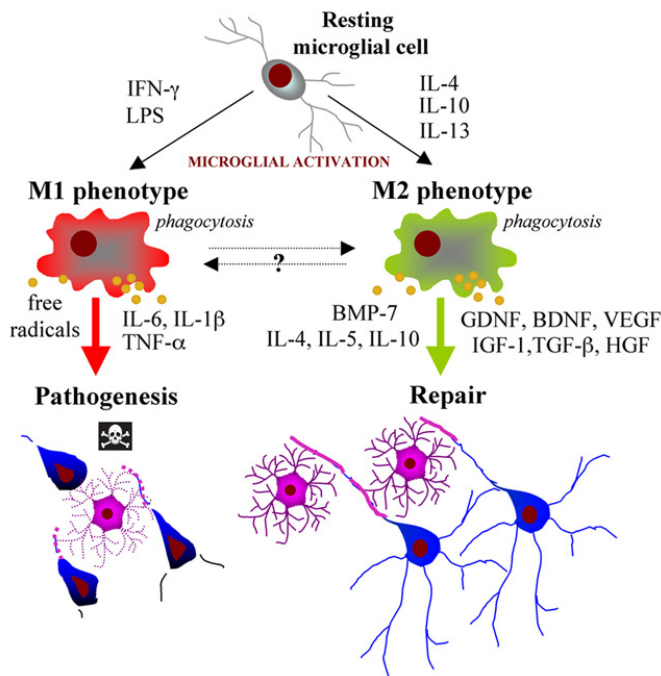 Resting
microglial cell
IFN-γ
LPS
IL-4
IL-10
IL-13
MICROGLIAL ACTIVATION
M1 phenotype
M2 phenotype
phagocytosis
phagocytosis
?
free
radicals
IL-6, IL-1β
TNF-α
BMP-7
IL-4, IL-5, IL-10
GDNF, BDNF, VEGF
IGF-1,TGF-β, HGF
Pathogenesis
Repair